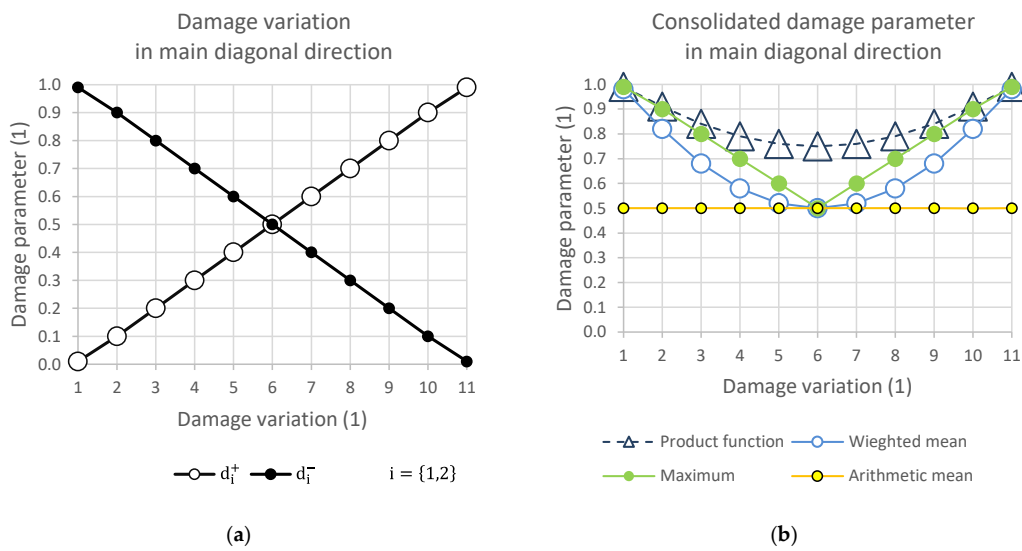 Damage variation
in main diagonal direction
Damage parameter (1)
1.0
0.9
0.8
0.7
0.6
0.5
0.4
0.3
0.2
0.1
0.0
1 2 3 4 5 6 7 8 9 10 11
Damage variation (1)
d_i^+ d_i^- i = {1,2}
(a)
Consolidated damage parameter
in main diagonal direction
Damage parameter (1)
1.0
0.9
0.8
0.7
0.6
0.5
0.4
0.3
0.2
0.1
0.0
1 2 3 4 5 6 7 8 9 10 11
Damage variation (1)
Product function Wieghted mean
Maximum Arithmetic mean
(b)